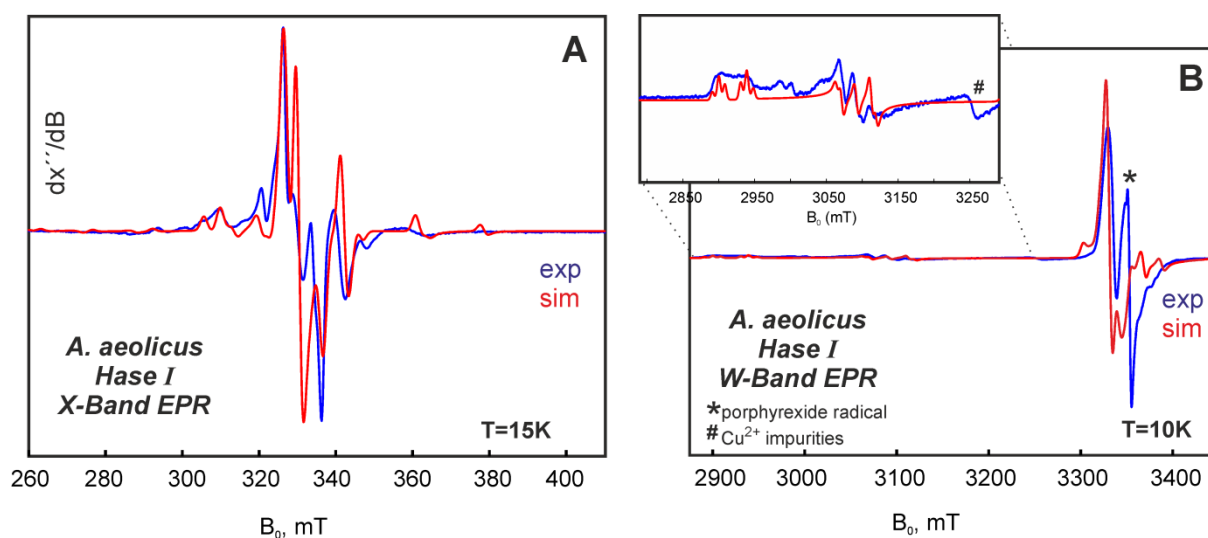 A
dx´´/dB
exp
sim
A. aeolicus
Hase I
X-Band EPR
T=15K
260 280 300 320 340 360 380 400
B₀, mT
B
#
2850 2950 3050 3150 3250
B₀ (mT)
*
exp
sim
A. aeolicus
Hase I
W-Band EPR
*porphyrexide radical
#Cu²⁺ impurities
T=10K
2900 3000 3100 3200 3300 3400
B₀, mT